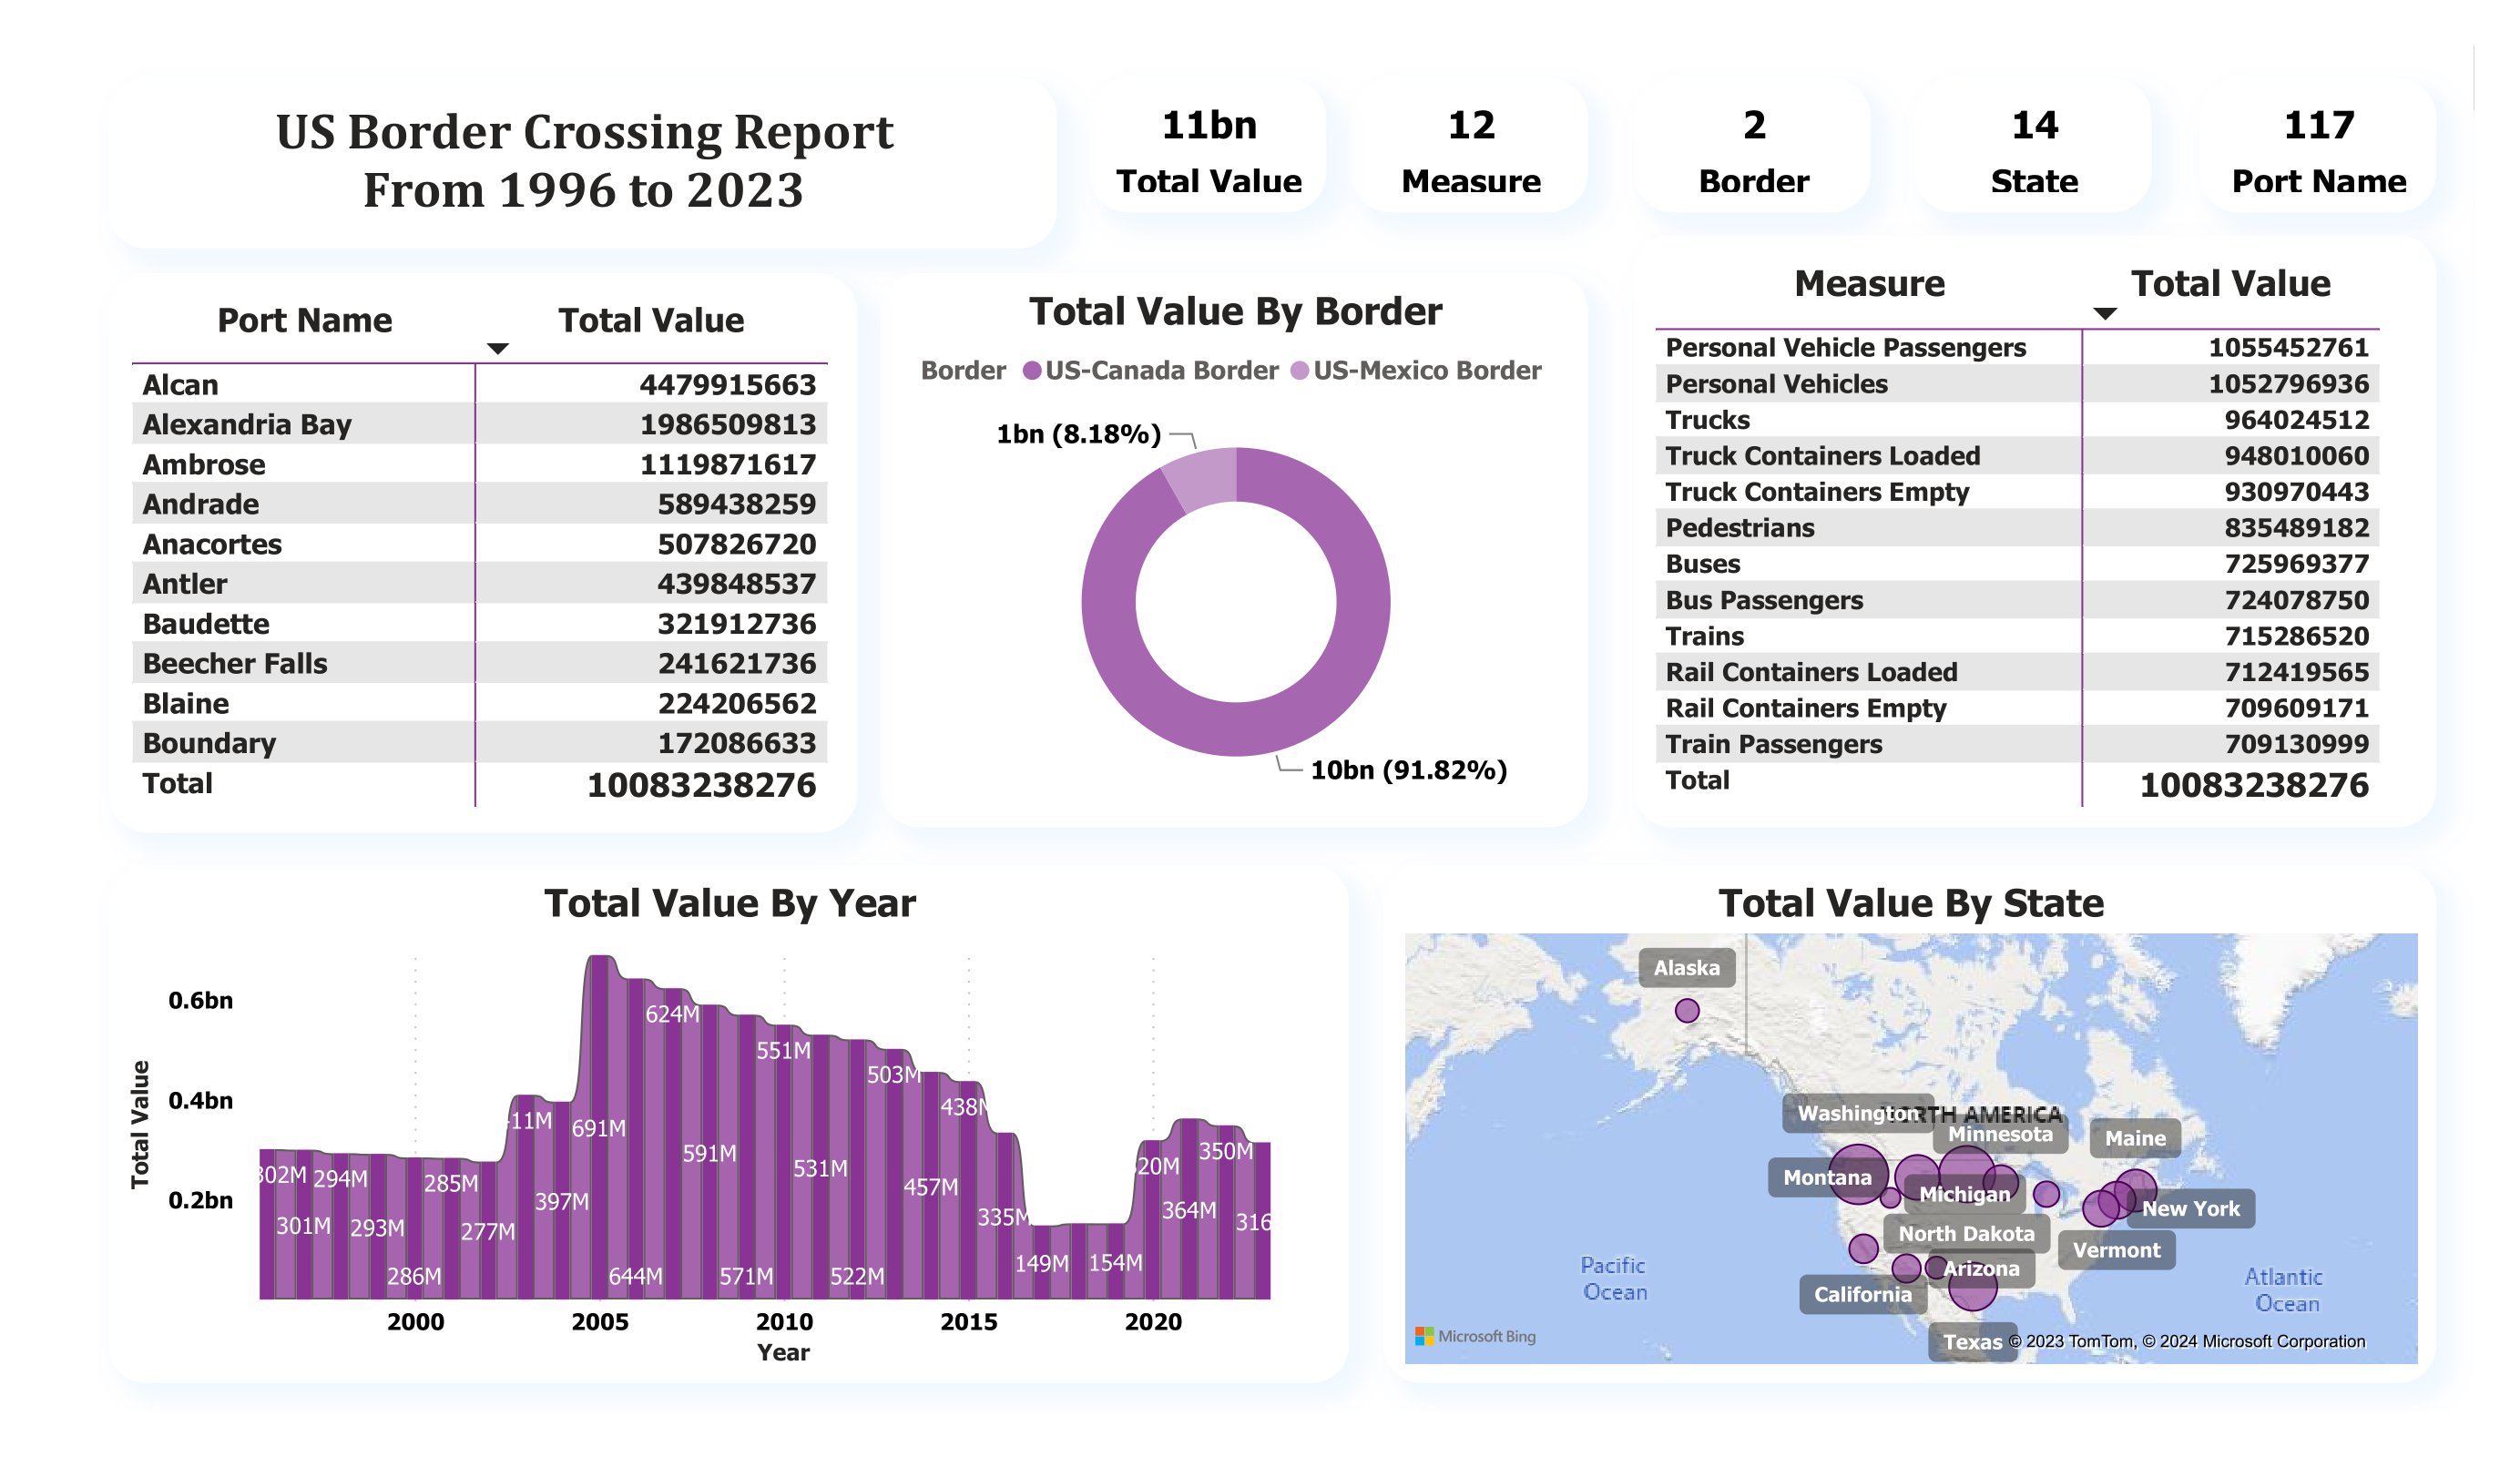 US Border Crossing Report
From 1996 to 2023
11bn
Total Value
12
Measure
2
Border
14
State
117
Port Name
Port Name Total Value
Alcan 4479915663
Alexandria Bay 1986509813
Ambrose 1119871617
Andrade 589438259
Anacortes 507826720
Antler 439848537
Baudette 321912736
Beecher Falls 241621736
Blaine 224206562
Boundary 172086633
Total 10083238276
Total Value By Border
Border US-Canada Border US-Mexico Border
1bn (8.18%)
10bn (91.82%)
Measure Total Value
Personal Vehicle Passengers 1055452761
Personal Vehicles 1052796936
Trucks 964024512
Truck Containers Loaded 948010060
Truck Containers Empty 930970443
Pedestrians 835489182
Buses 725969377
Bus Passengers 724078750
Trains 715286520
Rail Containers Loaded 712419565
Rail Containers Empty 709609171
Train Passengers 709130999
Total 10083238276
Total Value By Year
Total Value
0.6bn
0.4bn
0.2bn
302M
301M
294M
293M
286M
285M
277M
11M
397M
691M
644M
624M
591M
571M
551M
531M
522M
503M
457M
438M
335M
149M
154M
20M
364M
350M
316
2000 2005 2010 2015 2020
Year
Total Value By State
Alaska
Washington
RTH AMERICA
Minnesota
Maine
Montana
Michigan
New York
North Dakota
Vermont
Arizona
California
Texas
Pacific
Ocean
Atlantic
Ocean
Microsoft Bing
© 2023 TomTom, © 2024 Microsoft Corporation